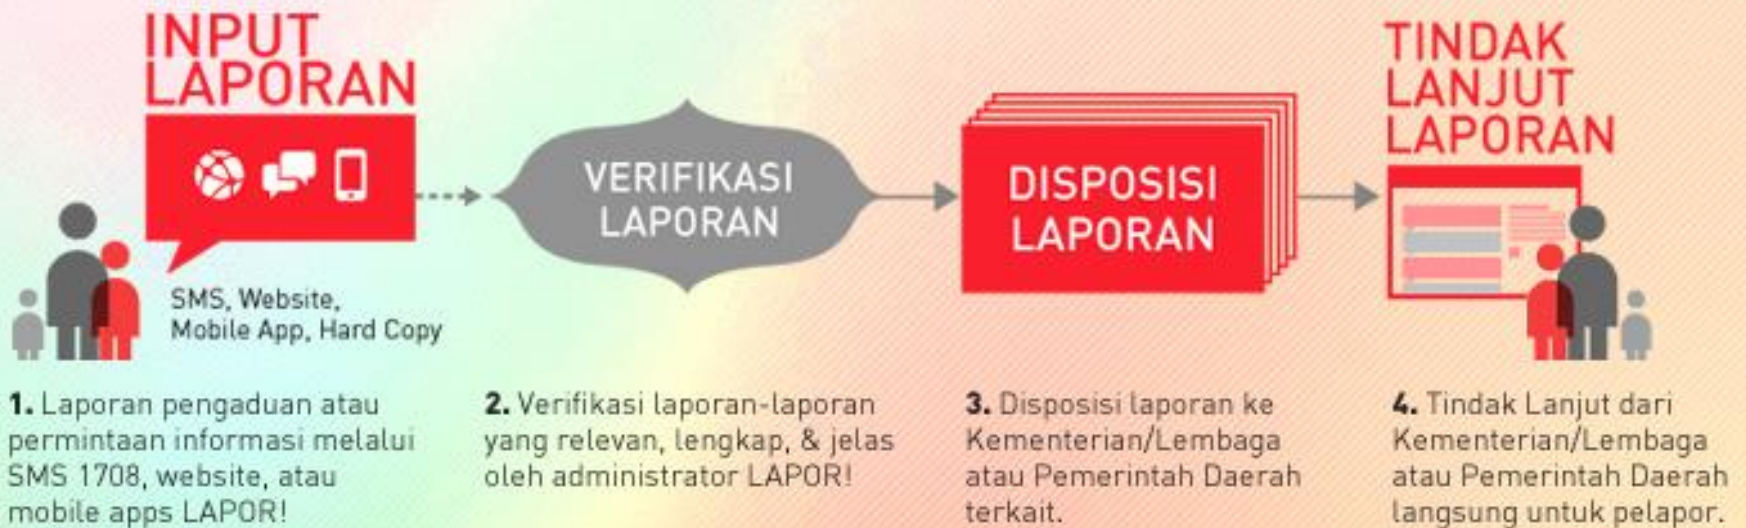 INPUT
LAPORAN
SMS, Website,
Mobile App, Hard Copy
1. Laporan pengaduan atau
permintaan informasi melalui
SMS 1708, website, atau
mobile apps LAPOR!
VERIFIKASI
LAPORAN
2. Verifikasi laporan-laporan
yang relevan, lengkap, & jelas
oleh administrator LAPOR!
DISPOSISI
LAPORAN
3. Disposisi laporan ke
Kementerian/Lembaga
atau Pemerintah Daerah
terkait.
TINDAK
LANJUT
LAPORAN
4. Tindak Lanjut dari
Kementerian/Lembaga
atau Pemerintah Daerah
langsung untuk pelapor.